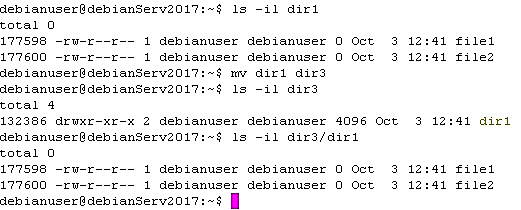 debianuser@debianServ2017:~$ ls -il dir1
total 0
177598 -rw-r--r-- 1 debianuser debianuser 0 Oct  3 12:41 file1
177600 -rw-r--r-- 1 debianuser debianuser 0 Oct  3 12:41 file2
debianuser@debianServ2017:~$ mv dir1 dir3
debianuser@debianServ2017:~$ ls -il dir3
total 4
132386 drwxr-xr-x 2 debianuser debianuser 4096 Oct  3 12:41 dir1
debianuser@debianServ2017:~$ ls -il dir3/dir1
total 0
177598 -rw-r--r-- 1 debianuser debianuser 0 Oct  3 12:41 file1
177600 -rw-r--r-- 1 debianuser debianuser 0 Oct  3 12:41 file2
debianuser@debianServ2017:~$